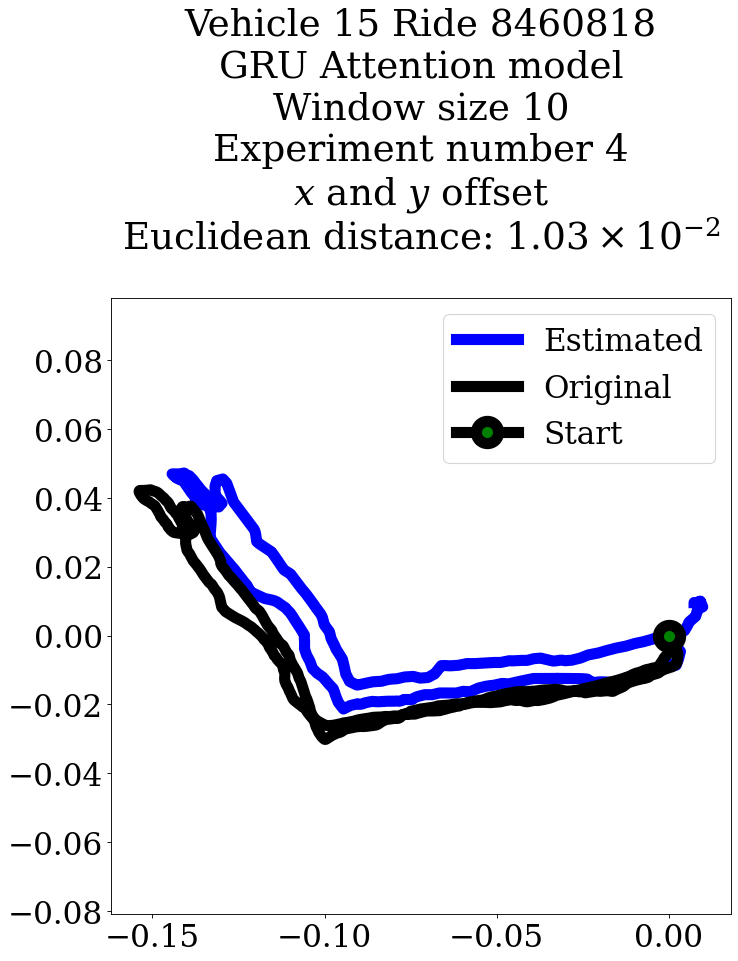 Vehicle 15 Ride 8460818
GRU Attention model
Window size 10
Experiment number 4
x and y offset
Euclidean distance: 1.03 × 10⁻²
Estimated
Original
Start
0.08
0.06
0.04
0.02
0.00
−0.02
−0.04
−0.06
−0.08
−0.15 −0.10 −0.05 0.00